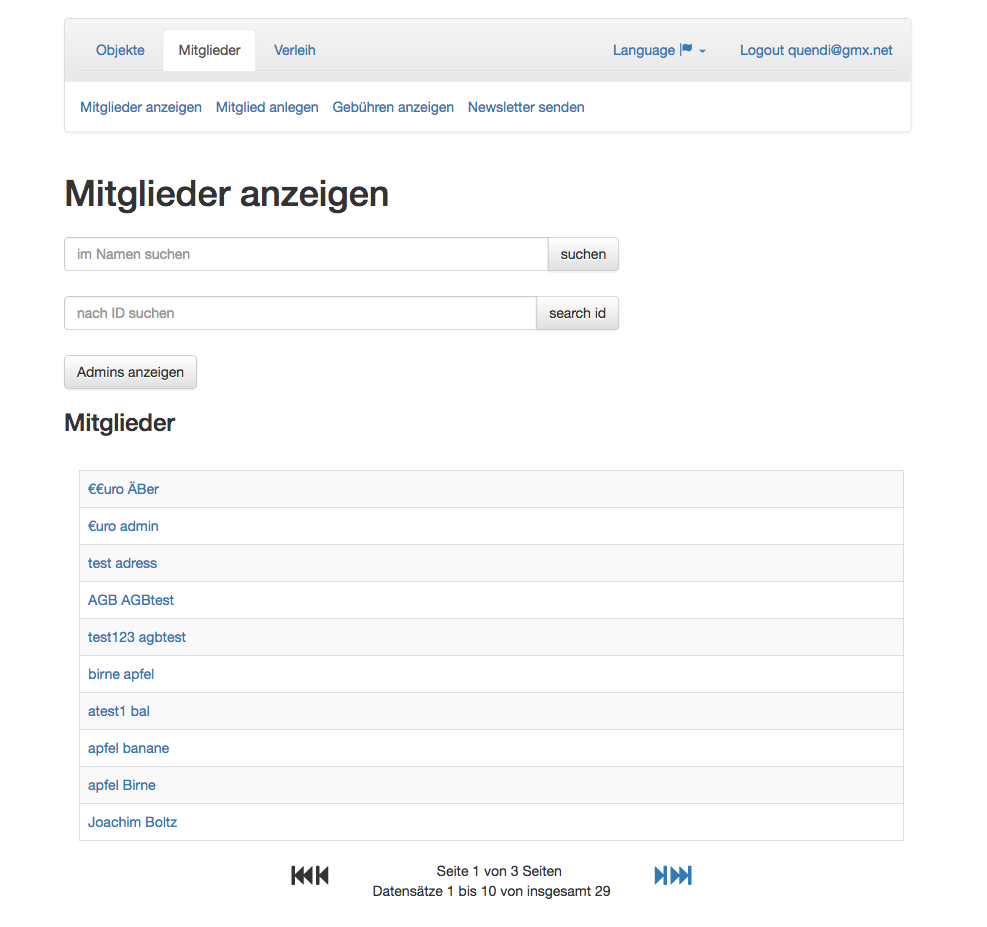 Objekte Mitglieder Verleih Language Logout quendi@gmx.net
Mitglieder anzeigen Mitglied anlegen Gebühren anzeigen Newsletter senden
Mitglieder anzeigen
im Namen suchen suchen
nach ID suchen search id
Admins anzeigen
Mitglieder
€€uro ÄBer
€uro admin
test adress
AGB AGBtest
test123 agbtest
birne apfel
atest1 bal
apfel banane
apfel Birne
Joachim Boltz
Seite 1 von 3 Seiten
Datensätze 1 bis 10 von insgesamt 29